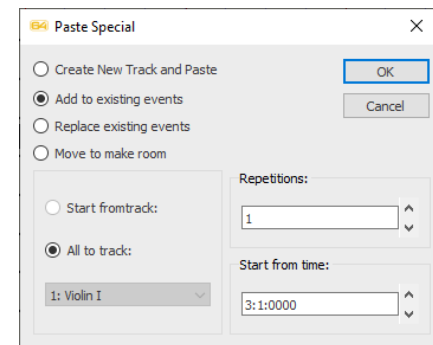 64 Paste Special
Create New Track and Paste
OK
Add to existing events
Cancel
Replace existing events
Move to make room
Start fromtrack:
All to track:
1: Violin I
Repetitions:
1
Start from time:
3:1:0000